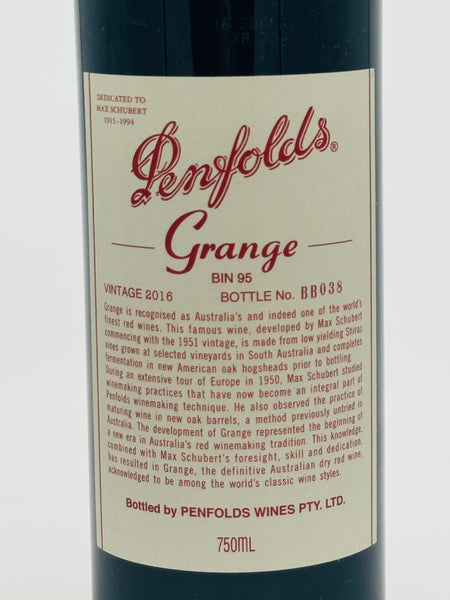 DEDICATED TO
MAX SCHUBERT
1915-1994
Penfolds®
Grange
BIN 95
VINTAGE 2016 BOTTLE No. BB038
Grange is recognised as Australia's and indeed one of the world's
finest red wines. This famous wine, developed by Max Schubert
commencing with the 1951 vintage, is made from low yielding Shiraz
vines grown at selected vineyards in South Australia and completes
fermentation in new American oak hogsheads prior to bottling.
During an extensive tour of Europe in 1950, Max Schubert studied
winemaking practices that have now become an integral part of
Penfolds winemaking technique. He also observed the practice of
maturing wine in new oak barrels, a method previously untried in
Australia. The development of Grange represented the beginning of
a new era in Australia's red winemaking tradition. This knowledge,
combined with Max Schubert's foresight, skill and dedication,
has resulted in Grange, the definitive Australian dry red wine,
acknowledged to be among the world's classic wine styles.
Bottled by PENFOLDS WINES PTY. LTD.
750ML